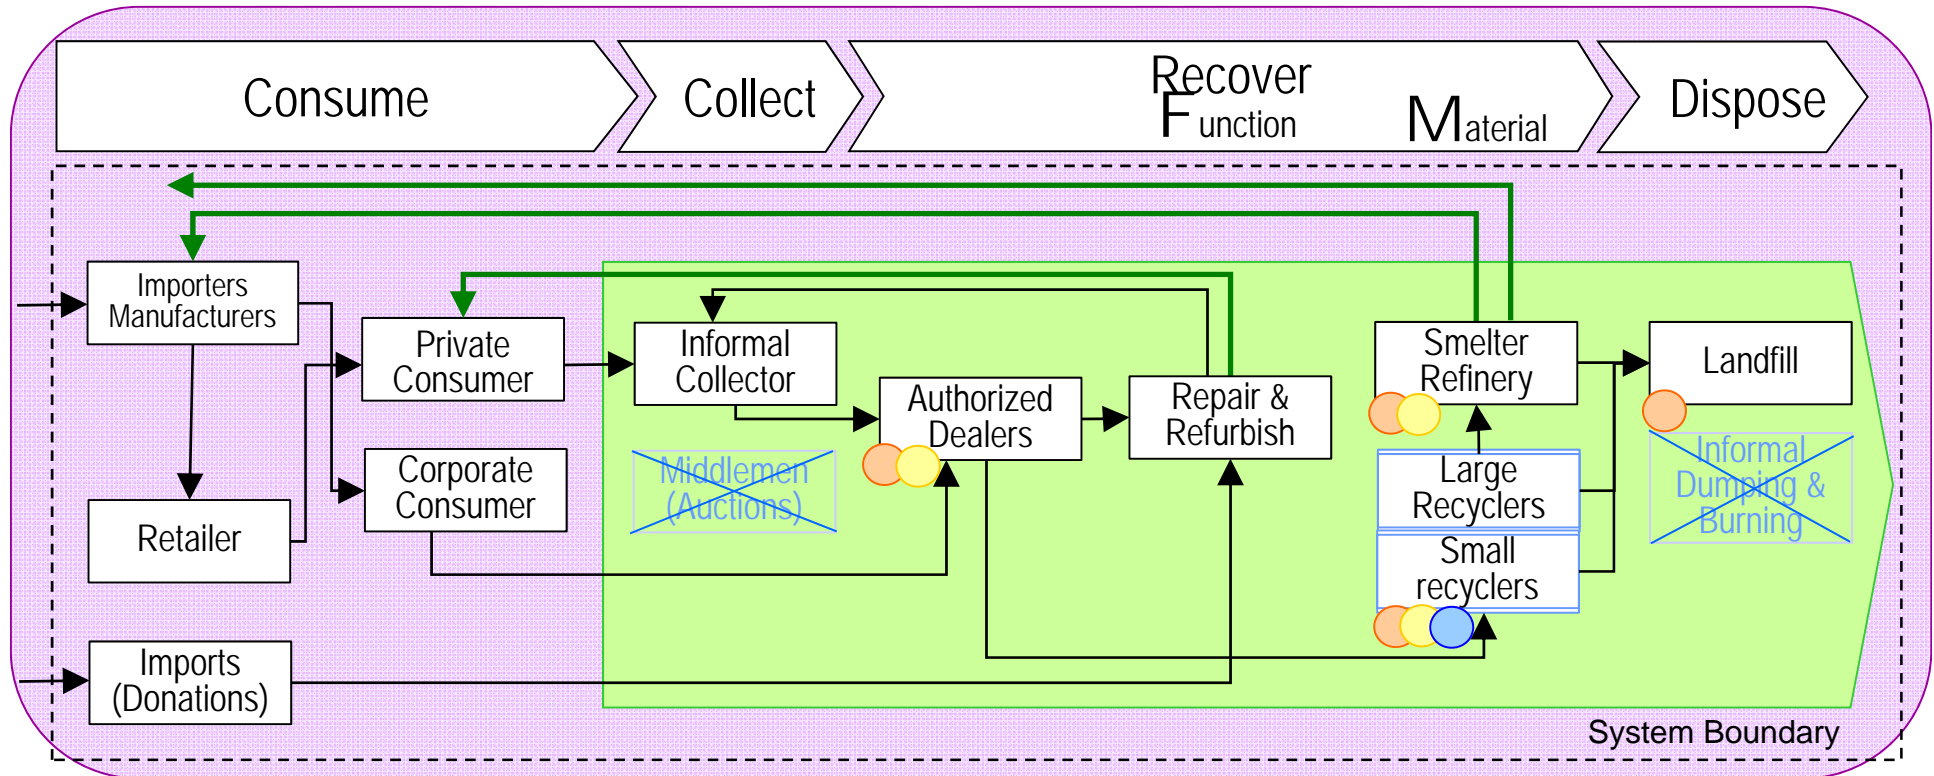 Consume
Collect
Recover
Function
Material
Dispose
Importers
Manufacturers
Private
Consumer
Informal
Collector
Authorized
Dealers
Repair &
Refurbish
Smelter
Refinery
Landfill
Middlemen
(Auctions)
Corporate
Consumer
Large
Recyclers
Informal
Dumping &
Burning
Retailer
Small
recyclers
Imports
(Donations)
System Boundary